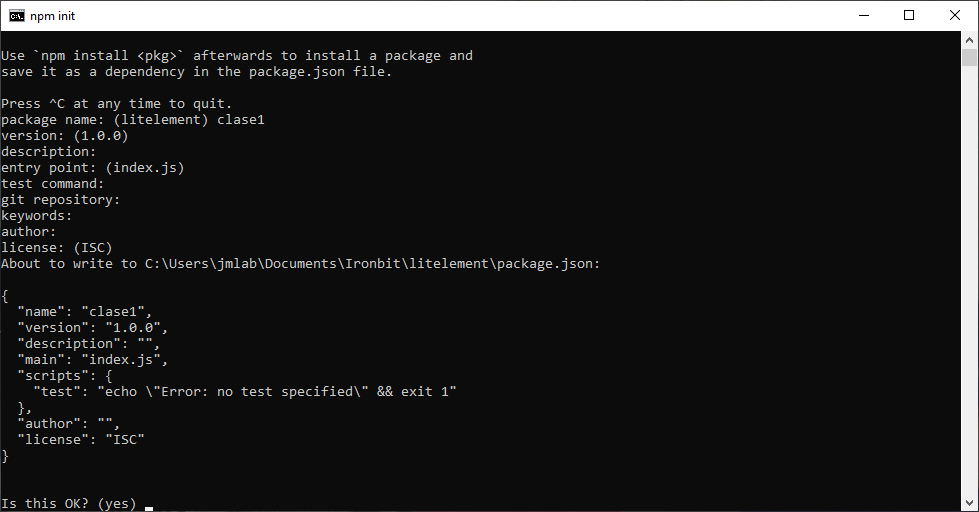 npm init
Use `npm install <pkg>` afterwards to install a package and
save it as a dependency in the package.json file.

Press ^C at any time to quit.
package name: (litelement) clase1
version: (1.0.0)
description:
entry point: (index.js)
test command:
git repository:
keywords:
author:
license: (ISC)
About to write to C:\Users\jmlab\Documents\Ironbit\litelement\package.json:

{
  "name": "clase1",
  "version": "1.0.0",
  "description": "",
  "main": "index.js",
  "scripts": {
    "test": "echo \"Error: no test specified\" && exit 1"
  },
  "author": "",
  "license": "ISC"
}

Is this OK? (yes)